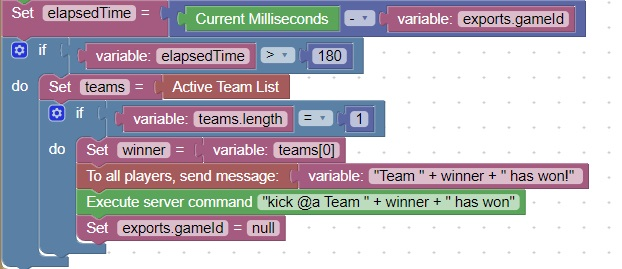 Set elapsedTime = Current Milliseconds - variable: exports.gameId
if variable: elapsedTime > 180
do Set teams = Active Team List
if variable: teams.length = 1
do Set winner = variable: teams[0]
To all players, send message: variable: "Team " + winner + " has won!"
Execute server command "kick @a Team " + winner + " has won"
Set exports.gameId = null